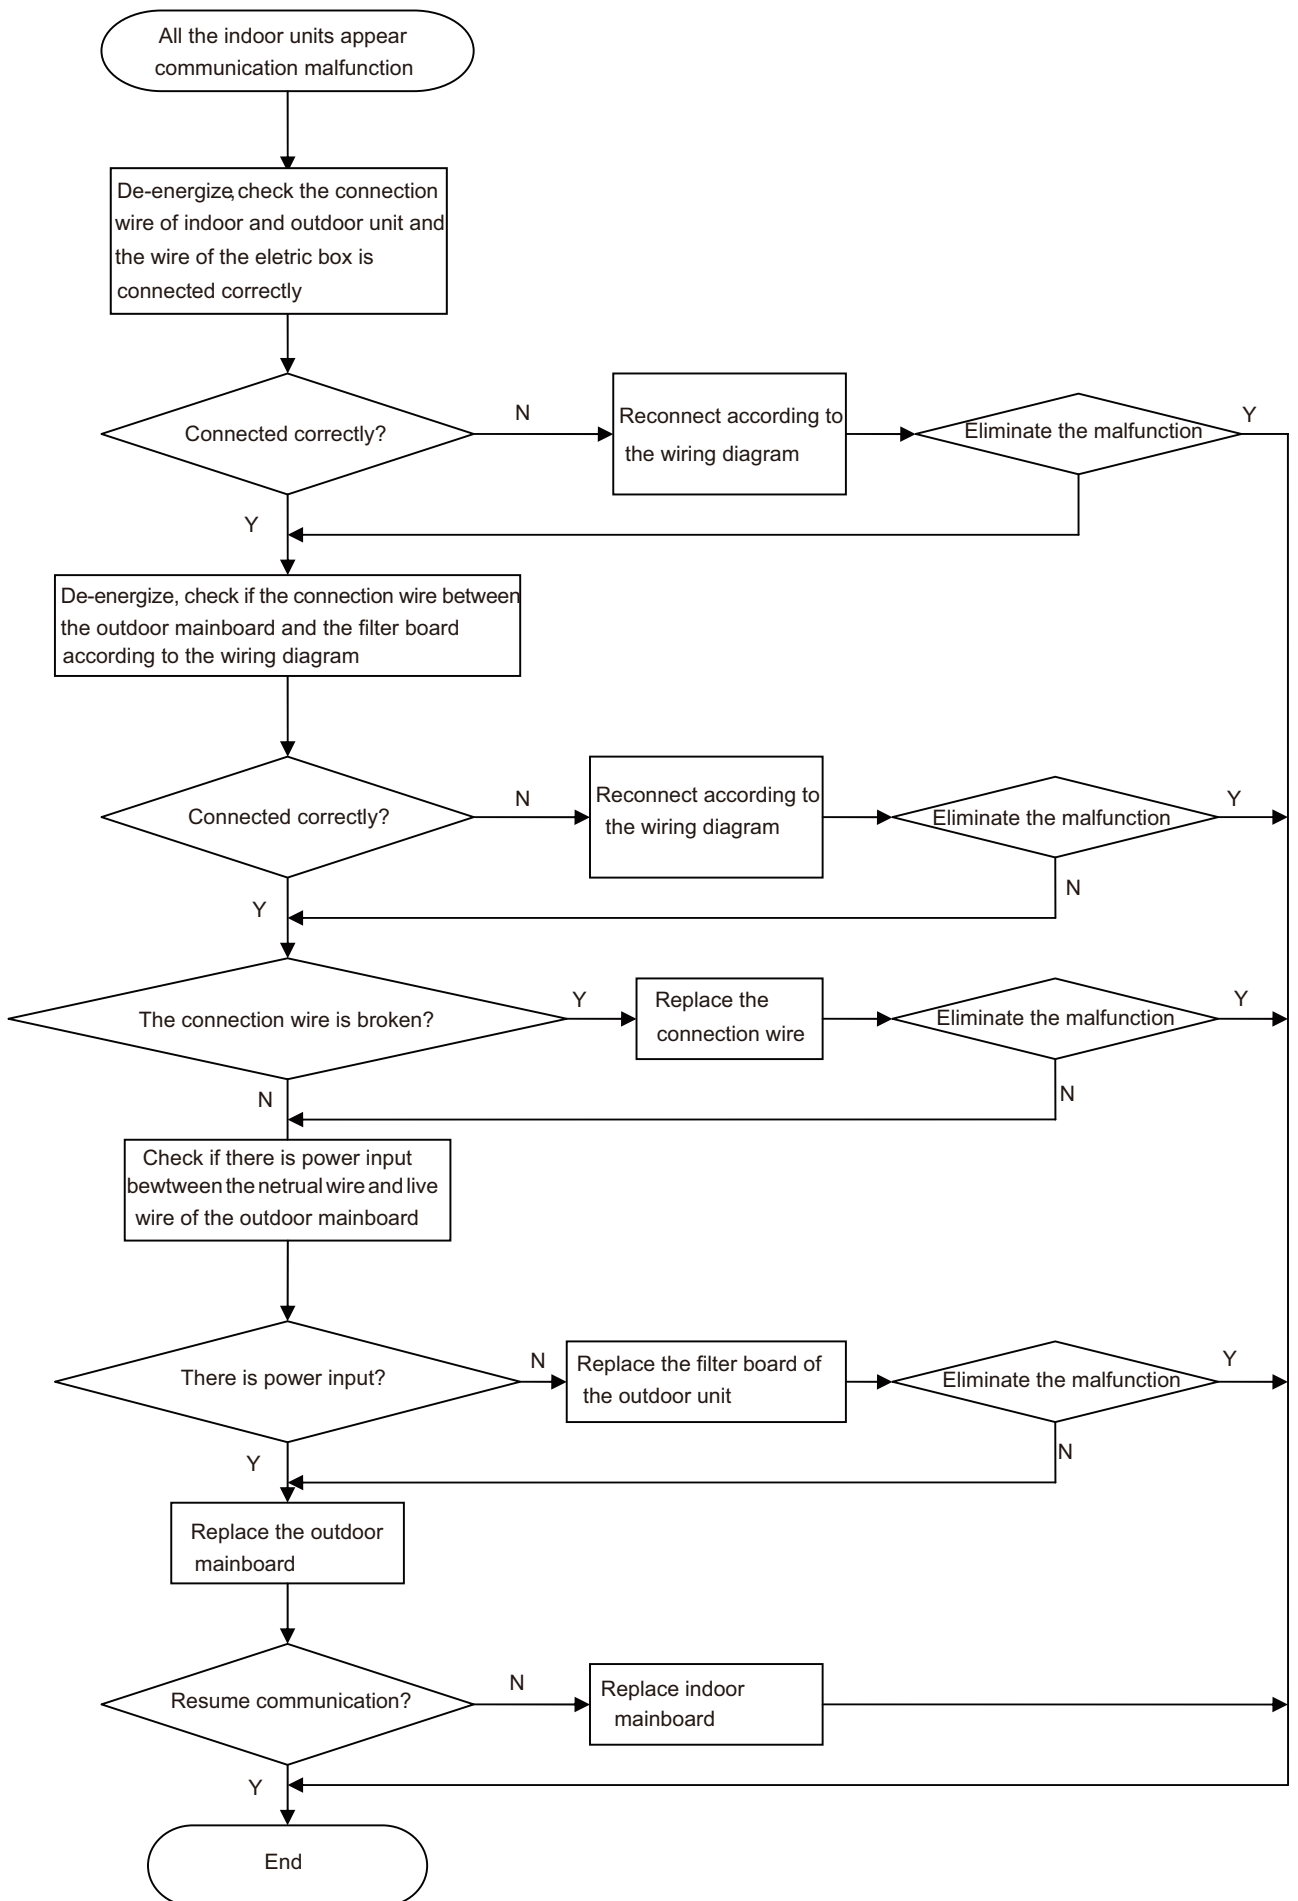 All the indoor units appear
communication malfunction
De-energize, check the connection
wire of indoor and outdoor unit and
the wire of the eletric box is
connected correctly
Connected correctly?
N
Reconnect according to
the wiring diagram
Eliminate the malfunction
Y
Y
De-energize, check if the connection wire between
the outdoor mainboard and the filter board
according to the wiring diagram
Connected correctly?
N
Reconnect according to
the wiring diagram
Eliminate the malfunction
Y
N
Y
The connection wire is broken?
Y
Replace the
connection wire
Eliminate the malfunction
Y
N
N
Check if there is power input
bewtween the netrual wire and live
wire of the outdoor mainboard
There is power input?
N
Replace the filter board of
the outdoor unit
Eliminate the malfunction
Y
N
Y
Replace the outdoor
mainboard
Resume communication?
N
Replace indoor
mainboard
Y
End